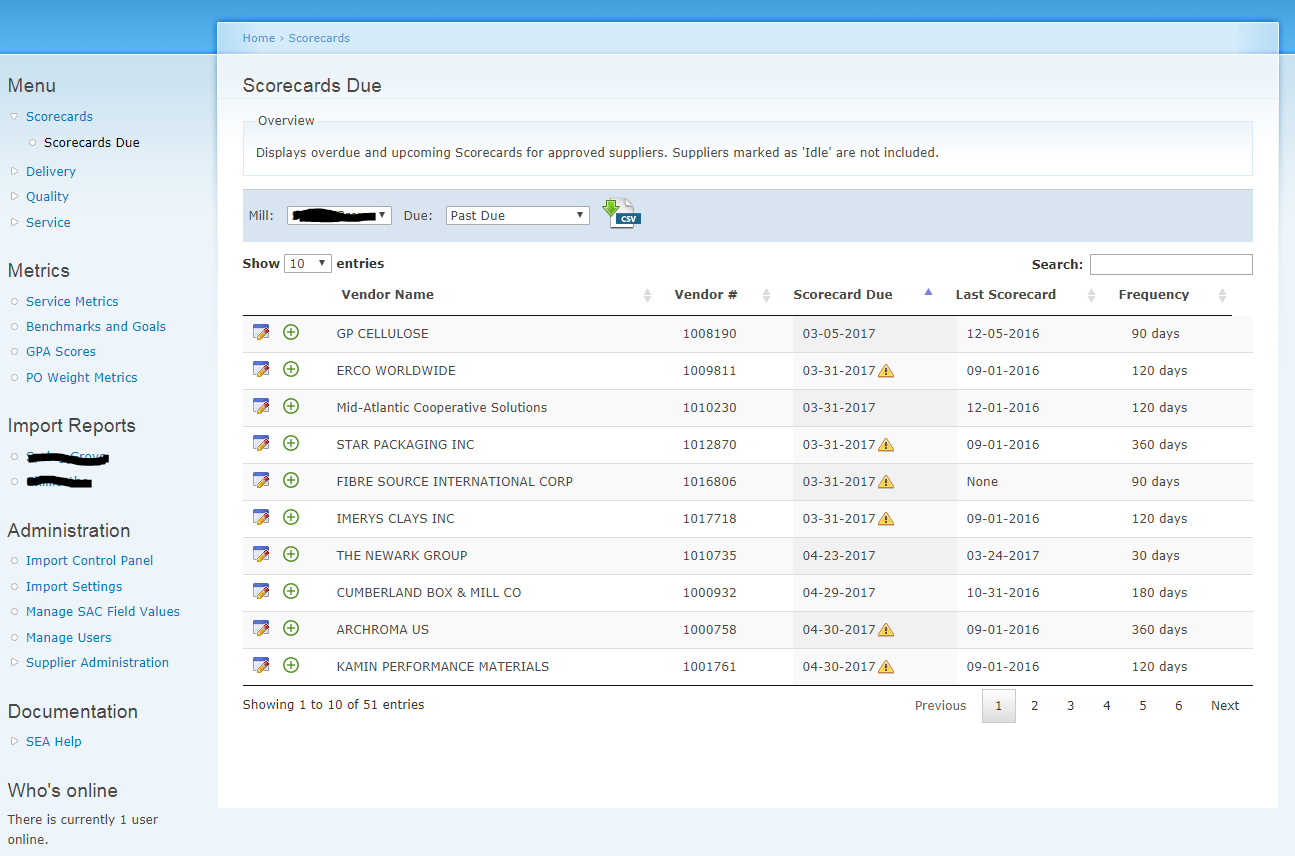 Home › Scorecards
Menu
Scorecards
Scorecards Due
Delivery
Quality
Service
Metrics
Service Metrics
Benchmarks and Goals
GPA Scores
PO Weight Metrics
Import Reports
Administration
Import Control Panel
Import Settings
Manage SAC Field Values
Manage Users
Supplier Administration
Documentation
SEA Help
Who's online
There is currently 1 user
online.
Scorecards Due
Overview
Displays overdue and upcoming Scorecards for approved suppliers. Suppliers marked as 'Idle' are not included.
Mill: Due: Past Due CSV
Show 10 entries Search:
Vendor Name Vendor # Scorecard Due Last Scorecard Frequency
GP CELLULOSE 1008190 03-05-2017 12-05-2016 90 days
ERCO WORLDWIDE 1009811 03-31-2017 09-01-2016 120 days
Mid-Atlantic Cooperative Solutions 1010230 03-31-2017 12-01-2016 120 days
STAR PACKAGING INC 1012870 03-31-2017 09-01-2016 360 days
FIBRE SOURCE INTERNATIONAL CORP 1016806 03-31-2017 None 90 days
IMERYS CLAYS INC 1017718 03-31-2017 09-01-2016 120 days
THE NEWARK GROUP 1010735 04-23-2017 03-24-2017 30 days
CUMBERLAND BOX & MILL CO 1000932 04-29-2017 10-31-2016 180 days
ARCHROMA US 1000758 04-30-2017 09-01-2016 360 days
KAMIN PERFORMANCE MATERIALS 1001761 04-30-2017 09-01-2016 120 days
Showing 1 to 10 of 51 entries Previous 1 2 3 4 5 6 Next